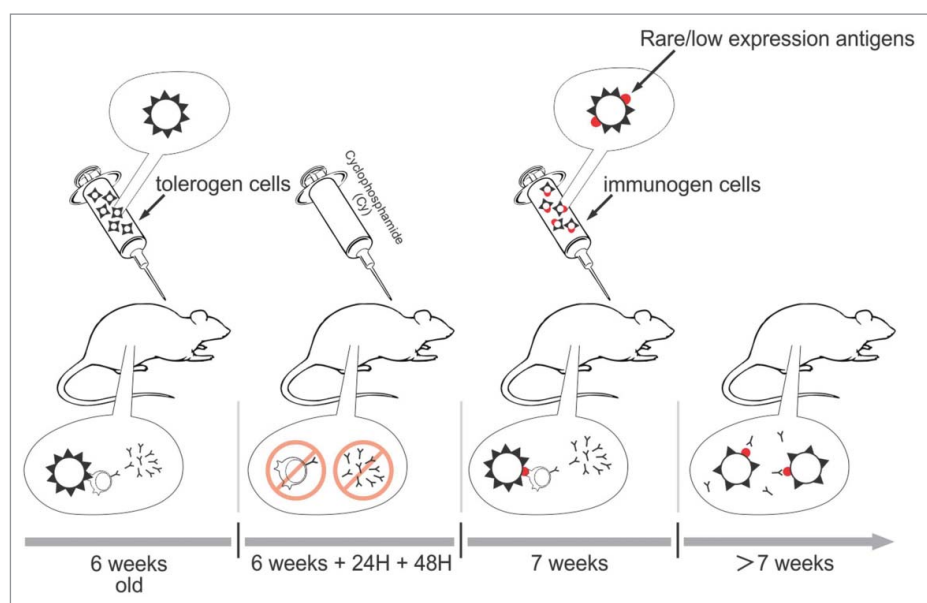 Rare/low expression antigens
tolerogen cells
Cyclophosphamide
(Cy)
immunogen cells
6 weeks
old
6 weeks + 24H + 48H
7 weeks
>7 weeks